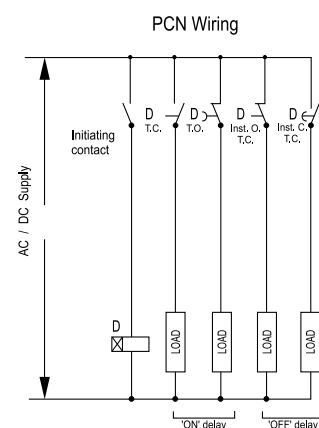 PCN Wiring
AC / DC Supply
Initiating
contact
D
T.C.
D
T.O.
D
Inst. O.
T.C.
D
Inst. C.
T.C.
D
LOAD
LOAD
LOAD
LOAD
'ON' delay
'OFF' delay